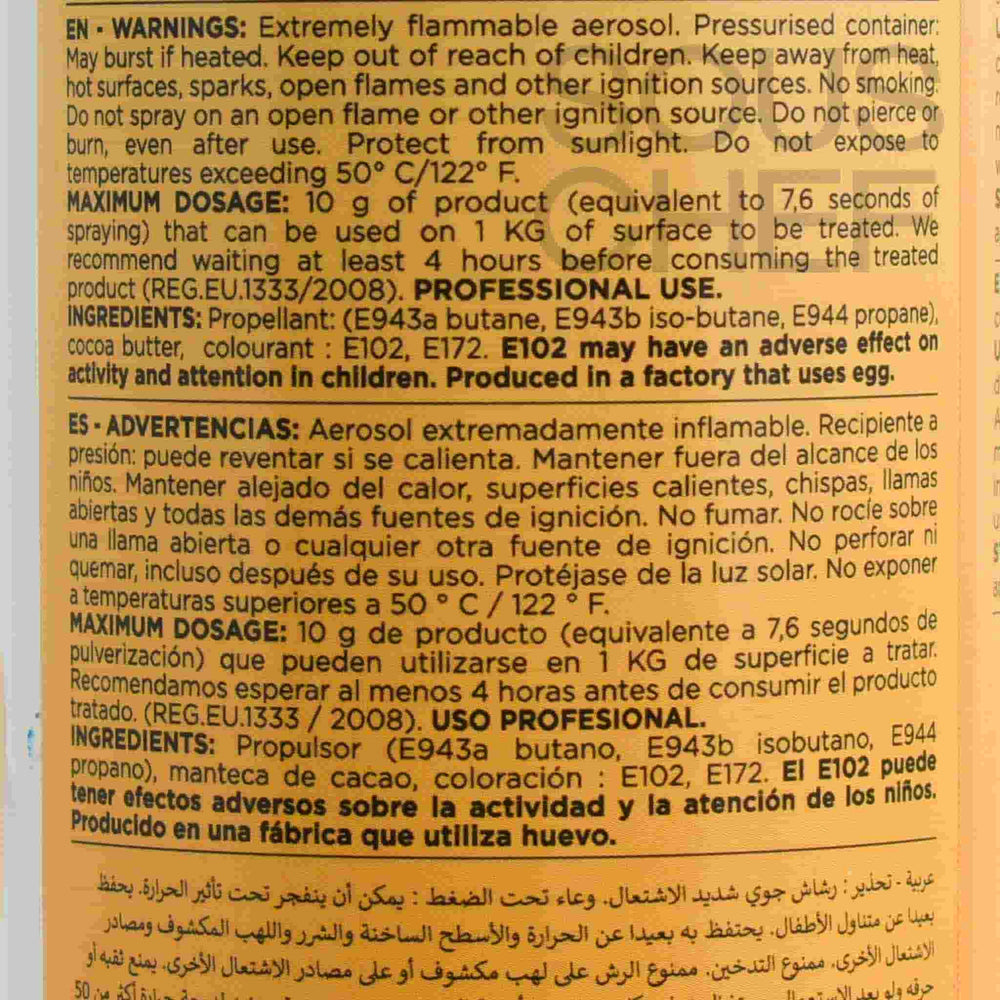 EN · WARNINGS: Extremely flammable aerosol. Pressurised container:
May burst if heated. Keep out of reach of children. Keep away from heat,
hot surfaces, sparks, open flames and other ignition sources. No smoking.
Do not spray on an open flame or other ignition source. Do not pierce or
burn, even after use. Protect from sunlight. Do not expose to
temperatures exceeding 50° C/122° F.
MAXIMUM DOSAGE: 10 g of product (equivalent to 7,6 seconds of
spraying) that can be used on 1 KG of surface to be treated. We
recommend waiting at least 4 hours before consuming the treated
product (REG.EU.1333/2008). PROFESSIONAL USE.
INGREDIENTS: Propellant: (E943a butane, E943b iso-butane, E944 propane),
cocoa butter, colourant : E102, E172. E102 may have an adverse effect on
activity and attention in children. Produced in a factory that uses egg.
ES · ADVERTENCIAS: Aerosol extremadamente inflamable. Recipiente a
presión: puede reventar si se calienta. Mantener fuera del alcance de los
niños. Mantener alejado del calor, superficies calientes, chispas, llamas
abiertas y todas las demás fuentes de ignición. No fumar. No rocíe sobre
una llama abierta o cualquier otra fuente de ignición. No perforar ni
quemar, incluso después de su uso. Protéjase de la luz solar. No exponer
a temperaturas superiores a 50 ° C / 122 ° F.
MAXIMUM DOSAGE: 10 g de producto (equivalente a 7,6 segundos de
pulverización) que pueden utilizarse en 1 KG de superficie a tratar.
Recomendamos esperar al menos 4 horas antes de consumir el producto
tratado. (REG.EU.1333 / 2008). USO PROFESIONAL.
INGREDIENTS: Propulsor (E943a butano, E943b isobutano, E944
propano), manteca de cacao, coloración : E102, E172. El E102 puede
tener efectos adversos sobre la actividad y la atención de los niños.
Producido en una fábrica que utiliza huevo.
عربية - تحذير : رشاش جوي شديد الاشتعال. وعاء تحت الضغط : يمكن أن ينفجر تحت تأثير الحرارة. يحفظ
بعيدا عن متناول الأطفال. يحتفظ به بعيدا عن الحرارة والأسطح الساخنة والشرر واللهب المكشوف ومصادر
الاشتعال الأخرى. ممنوع التدخين. ممنوع الرش على لهب مكشوف أو على مصادر الاشتعال الأخرى. يمنع ثقبه أو
حرقه ولو بعد أكثر من 50